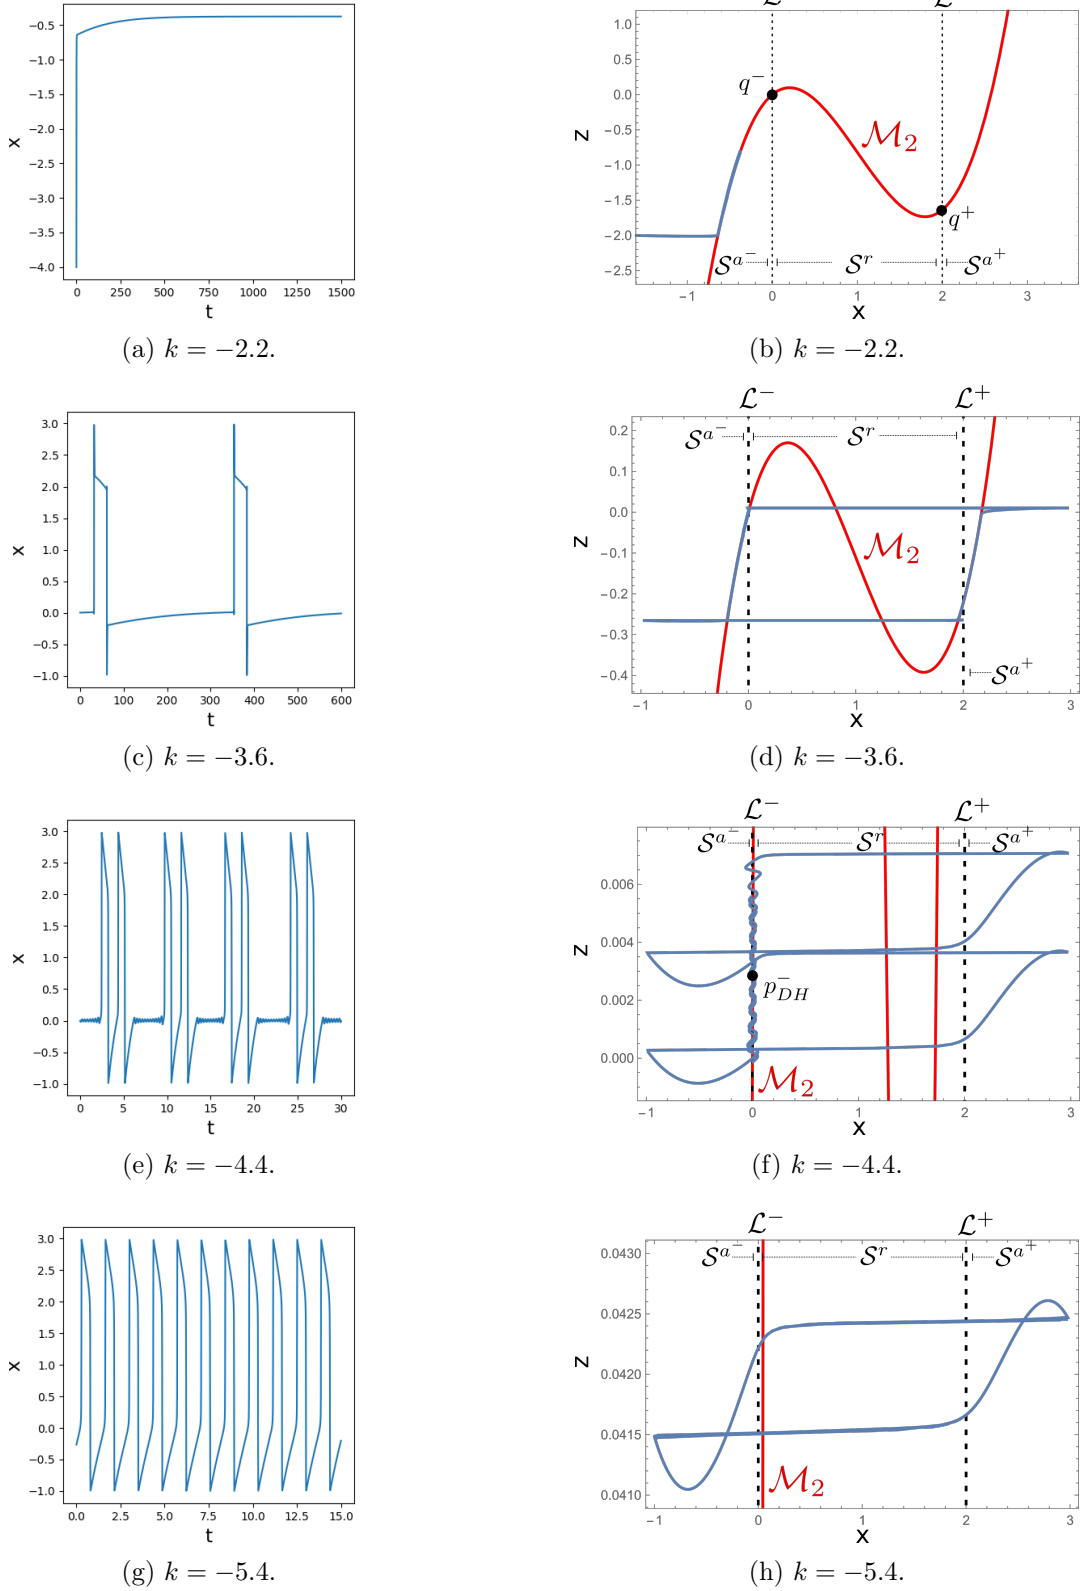 −0.5
−1.0
−1.5
−2.0
−2.5
−3.0
−3.5
−4.0
x
0 250 500 750 1000 1250 1500
t
(a) k = −2.2.
ℒ⁻ ℒ
1.0
0.5
0.0
−0.5
−1.0
−1.5
−2.0
−2.5
z
q⁻
ℳ₂
q⁺
𝒮ᵃ⁻ 𝒮ʳ 𝒮ᵃ⁺
−1 0 1 2 3
x
(b) k = −2.2.
3.0
2.5
2.0
1.5
1.0
0.5
0.0
−0.5
−1.0
x
0 100 200 300 400 500 600
t
(c) k = −3.6.
ℒ⁻ ℒ⁺
𝒮ᵃ⁻ 𝒮ʳ
0.2
0.1
0.0
−0.1
−0.2
−0.3
−0.4
z
ℳ₂
𝒮ᵃ⁺
−1 0 1 2 3
x
(d) k = −3.6.
3.0
2.5
2.0
1.5
1.0
0.5
0.0
−0.5
−1.0
x
0 5 10 15 20 25 30
t
(e) k = −4.4.
ℒ⁻ ℒ⁺
𝒮ᵃ⁻ 𝒮ʳ 𝒮ᵃ⁺
0.006
0.004
0.002
0.000
z
p⁻_DH
ℳ₂
−1 0 1 2 3
x
(f) k = −4.4.
3.0
2.5
2.0
1.5
1.0
0.5
0.0
−0.5
−1.0
x
0.0 2.5 5.0 7.5 10.0 12.5 15.0
t
(g) k = −5.4.
ℒ⁻ ℒ⁺
𝒮ᵃ⁻ 𝒮ʳ 𝒮ᵃ⁺
0.0430
0.0425
0.0420
0.0415
0.0410
z
ℳ₂
−1 0 1 2 3
x
(h) k = −5.4.